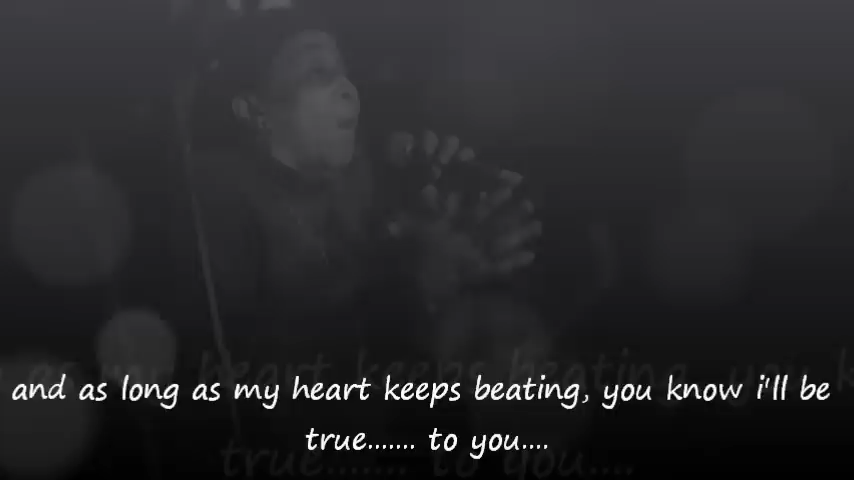 and as long as my heart keeps beating, you know i'll be
true....... to you....